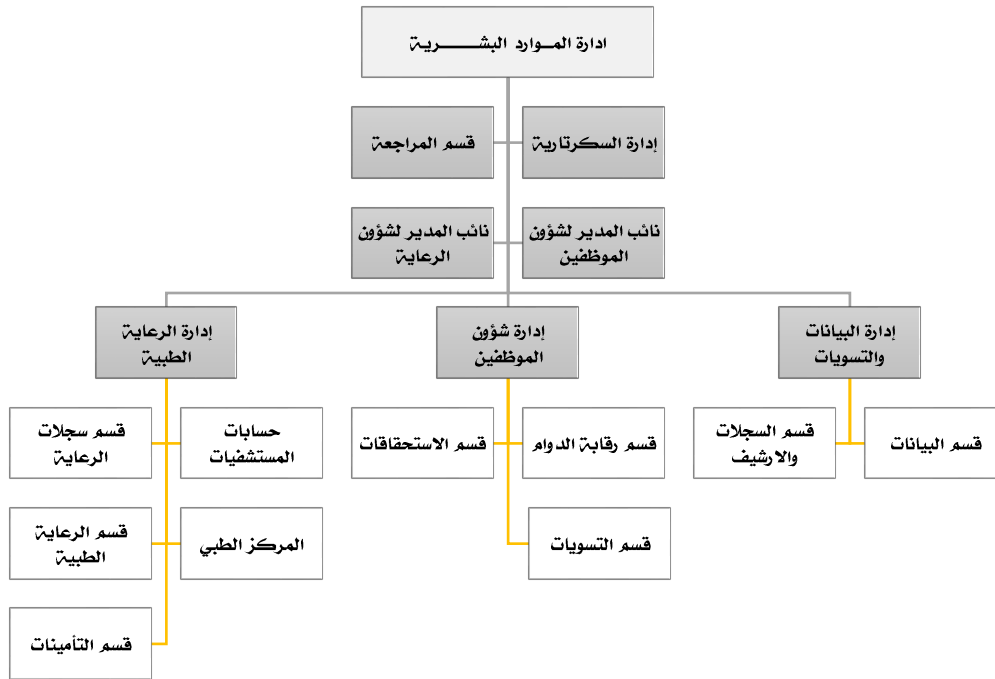 ادارة المـوارد البشـــــرية
إدارة السكرتارية
قسم المراجعة
نائب المدير لشؤون
الموظفين
نائب المدير لشؤون
الرعاية
إدارة البيانات
والتسويات
إدارة شؤون
الموظفين
إدارة الرعاية
الطبية
قسم البيانات
قسم السجلات
والارشيف
قسم رقابة الدوام
قسم الاستحقاقات
قسم التسويات
حسابات
المستشفيات
قسم سجلات
الرعاية
المركز الطبي
قسم الرعاية
الطبية
قسم التأمينات